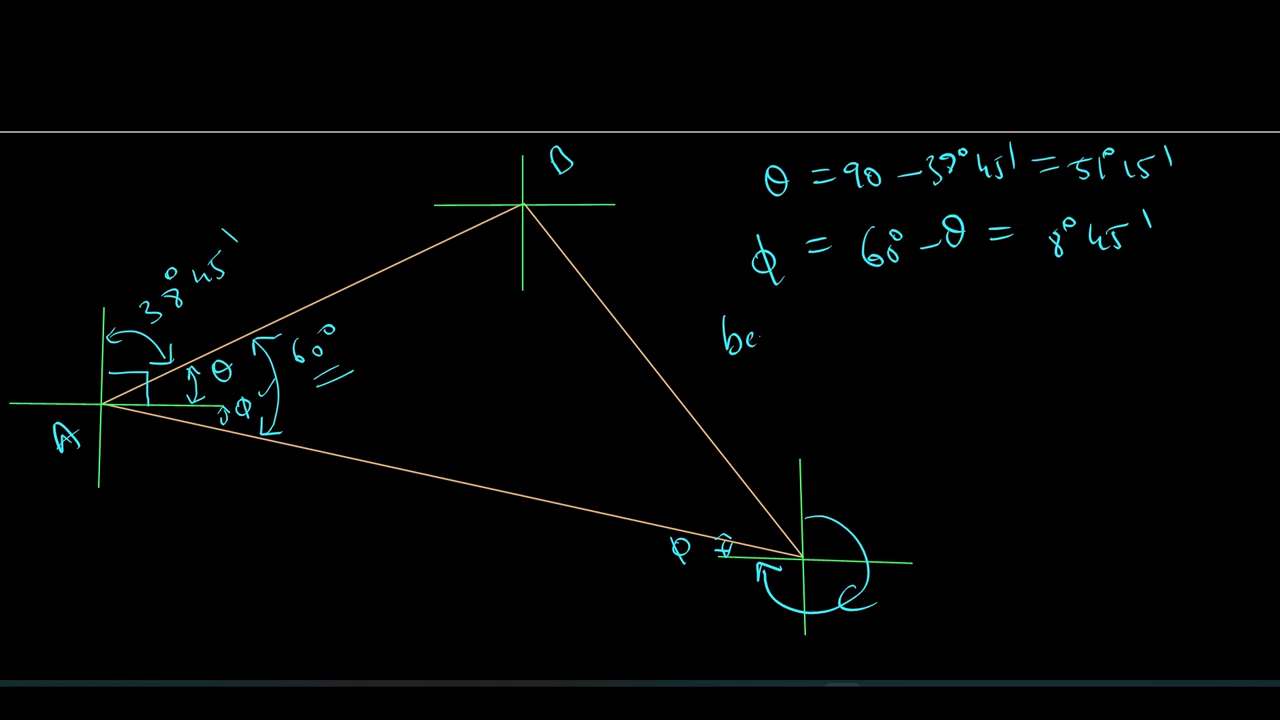 B
θ = 90 - 38° 45' = 51° 15'
ϕ = 60° - θ = 8° 45'
38° 45'
60°
be
θ
ϕ
A
ϕ
C